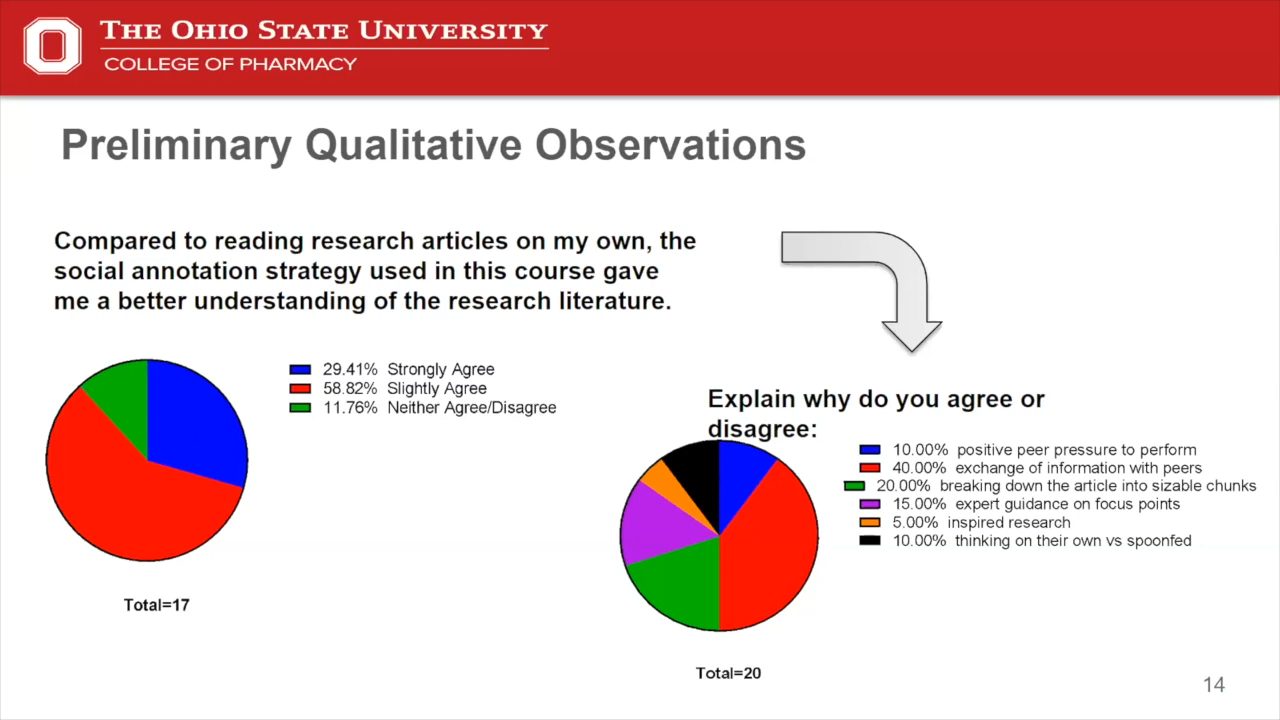 THE OHIO STATE UNIVERSITY
COLLEGE OF PHARMACY
Preliminary Qualitative Observations
Compared to reading research articles on my own, the
social annotation strategy used in this course gave
me a better understanding of the research literature.
29.41% Strongly Agree
58.82% Slightly Agree
11.76% Neither Agree/Disagree
Total=17
Explain why do you agree or
disagree:
10.00% positive peer pressure to perform
40.00% exchange of information with peers
20.00% breaking down the article into sizable chunks
15.00% expert guidance on focus points
5.00% inspired research
10.00% thinking on their own vs spoonfed
Total=20
14